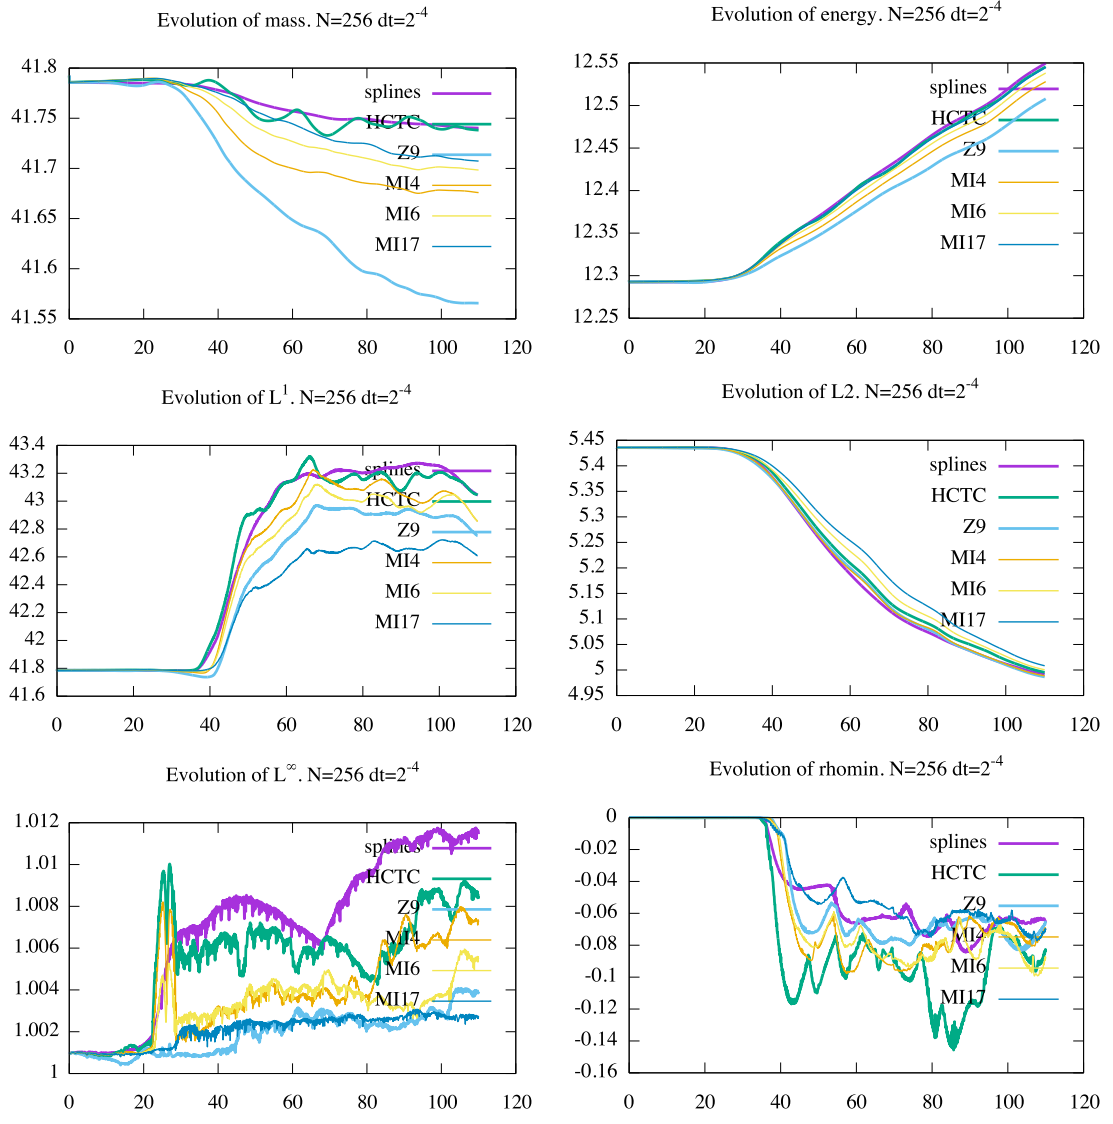 Evolution of mass. N=256 dt=2^-4
41.8
41.75
41.7
41.65
41.6
41.55
0 20 40 60 80 100 120
splines
HCTC
Z9
MI4
MI6
MI17
Evolution of energy. N=256 dt=2^-4
12.55
12.5
12.45
12.4
12.35
12.3
12.25
0 20 40 60 80 100 120
splines
HCTC
Z9
MI4
MI6
MI17
Evolution of L^1. N=256 dt=2^-4
43.4
43.2
43
42.8
42.6
42.4
42.2
42
41.8
41.6
0 20 40 60 80 100 120
splines
HCTC
Z9
MI4
MI6
MI17
Evolution of L2. N=256 dt=2^-4
5.45
5.4
5.35
5.3
5.25
5.2
5.15
5.1
5.05
5
4.95
0 20 40 60 80 100 120
splines
HCTC
Z9
MI4
MI6
MI17
Evolution of L^∞. N=256 dt=2^-4
1.012
1.01
1.008
1.006
1.004
1.002
1
0 20 40 60 80 100 120
splines
HCTC
Z9
MI4
MI6
MI17
Evolution of rhomin. N=256 dt=2^-4
0
-0.02
-0.04
-0.06
-0.08
-0.1
-0.12
-0.14
-0.16
0 20 40 60 80 100 120
splines
HCTC
Z9
MI4
MI6
MI17